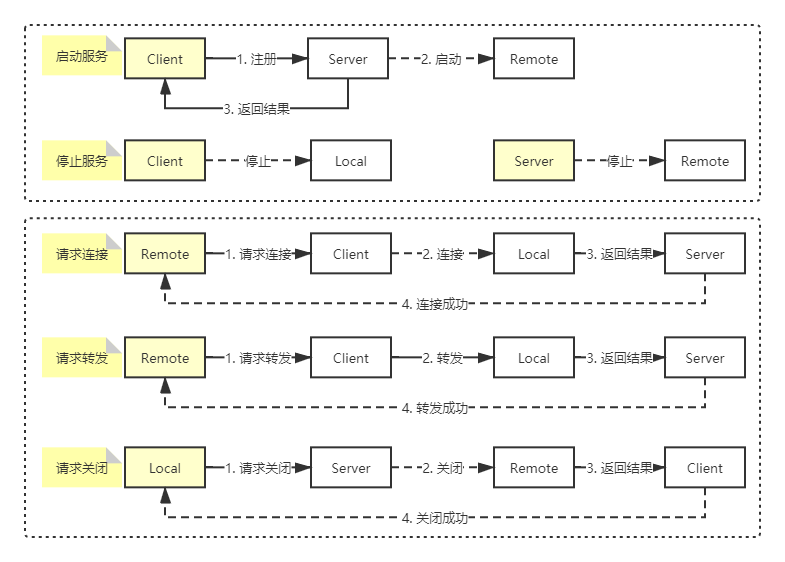 启动服务
Client
1. 注册
Server
2. 启动
Remote
3. 返回结果
停止服务
Client
停止
Local
Server
停止
Remote
请求连接
Remote
1. 请求连接
Client
2. 连接
Local
3. 返回结果
Server
4. 连接成功
请求转发
Remote
1. 请求转发
Client
2. 转发
Local
3. 返回结果
Server
4. 转发成功
请求关闭
Local
1. 请求关闭
Server
2. 关闭
Remote
3. 返回结果
Client
4. 关闭成功